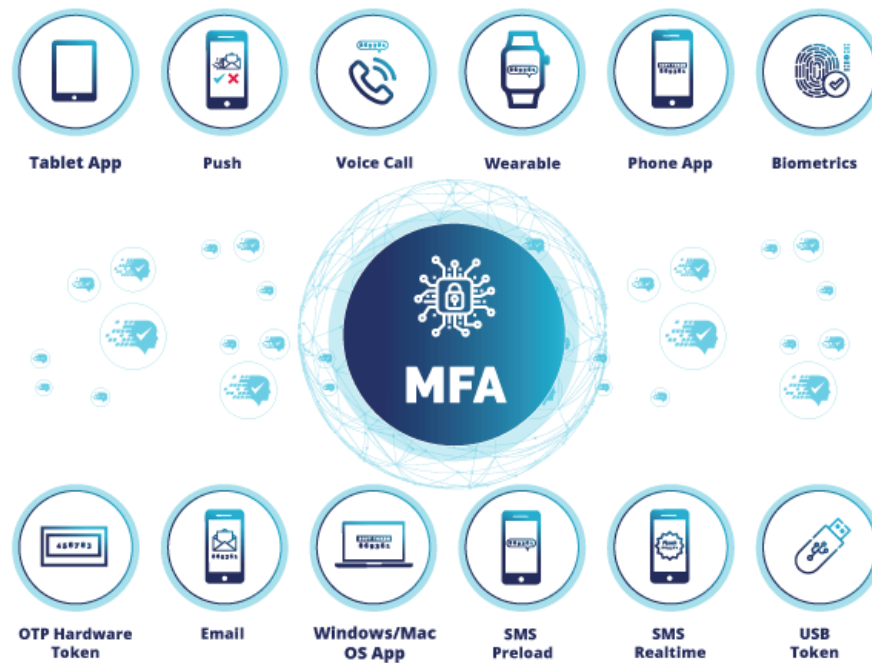 Tablet App
Push
Voice Call
Wearable
Phone App
Biometrics
MFA
456783
OTP Hardware
Token
Email
Windows/Mac
OS App
SMS
Preload
SMS
Realtime
USB
Token